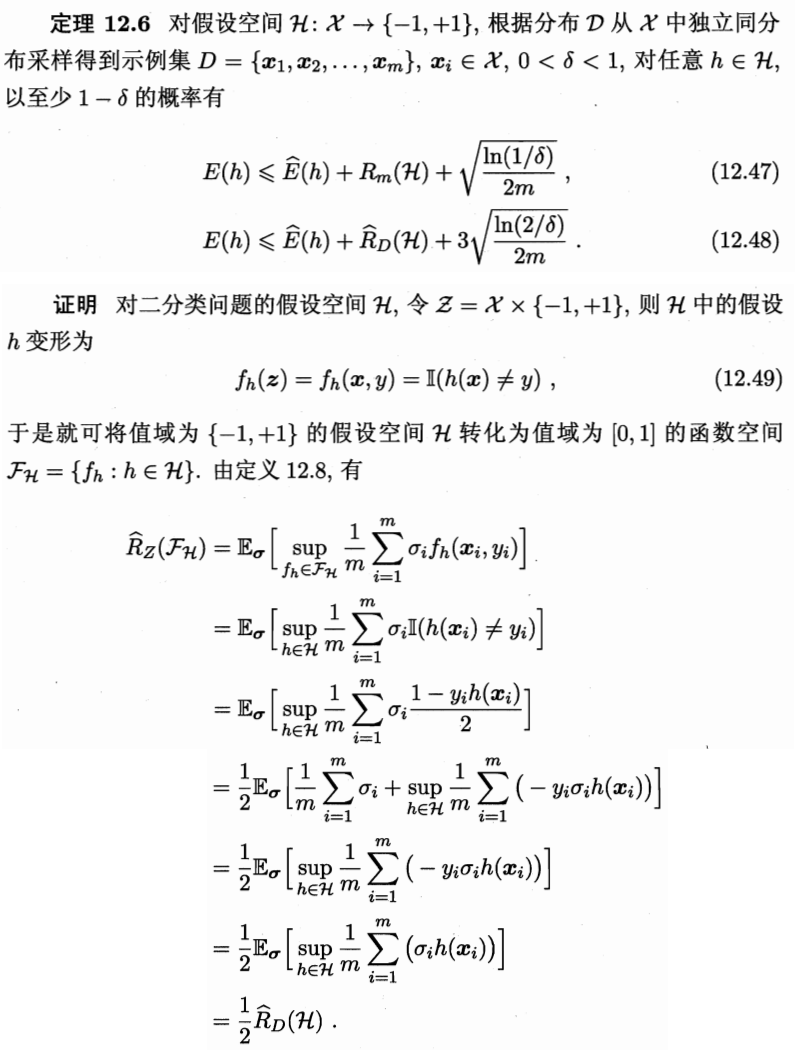 定理 12.6 对假设空间 $\mathcal{H}: \mathcal{X} \to \{-1, +1\}$, 根据分布 $\mathcal{D}$ 从 $\mathcal{X}$ 中独立同分
布采样得到示例集 $D = \{\boldsymbol{x}_1, \boldsymbol{x}_2, \ldots, \boldsymbol{x}_m\}$, $\boldsymbol{x}_i \in \mathcal{X}$, $0 < \delta < 1$, 对任意 $h \in \mathcal{H}$,
以至少 $1 - \delta$ 的概率有
$E(h) \leqslant \widehat{E}(h) + R_m(\mathcal{H}) + \sqrt{\frac{\ln(1/\delta)}{2m}}$ , (12.47)
$E(h) \leqslant \widehat{E}(h) + \widehat{R}_D(\mathcal{H}) + 3\sqrt{\frac{\ln(2/\delta)}{2m}}$ . (12.48)
证明 对二分类问题的假设空间 $\mathcal{H}$, 令 $\mathcal{Z} = \mathcal{X} \times \{-1, +1\}$, 则 $\mathcal{H}$ 中的假设
$h$ 变形为
$f_h(\boldsymbol{z}) = f_h(\boldsymbol{x}, y) = \mathbb{I}(h(\boldsymbol{x}) \neq y)$ , (12.49)
于是就可将值域为 $\{-1, +1\}$ 的假设空间 $\mathcal{H}$ 转化为值域为 $[0, 1]$ 的函数空间
$\mathcal{F}_{\mathcal{H}} = \{f_h : h \in \mathcal{H}\}$. 由定义 12.8, 有
$\widehat{R}_Z(\mathcal{F}_{\mathcal{H}}) = \mathbb{E}_{\boldsymbol{\sigma}}\Big[\sup_{f_h \in \mathcal{F}_{\mathcal{H}}} \frac{1}{m} \sum_{i=1}^{m} \sigma_i f_h(\boldsymbol{x}_i, y_i)\Big]$
$= \mathbb{E}_{\boldsymbol{\sigma}}\Big[\sup_{h \in \mathcal{H}} \frac{1}{m} \sum_{i=1}^{m} \sigma_i \mathbb{I}(h(\boldsymbol{x}_i) \neq y_i)\Big]$
$= \mathbb{E}_{\boldsymbol{\sigma}}\Big[\sup_{h \in \mathcal{H}} \frac{1}{m} \sum_{i=1}^{m} \sigma_i \frac{1 - y_i h(\boldsymbol{x}_i)}{2}\Big]$
$= \frac{1}{2} \mathbb{E}_{\boldsymbol{\sigma}}\Big[\frac{1}{m} \sum_{i=1}^{m} \sigma_i + \sup_{h \in \mathcal{H}} \frac{1}{m} \sum_{i=1}^{m} \big(-y_i \sigma_i h(\boldsymbol{x}_i)\big)\Big]$
$= \frac{1}{2} \mathbb{E}_{\boldsymbol{\sigma}}\Big[\sup_{h \in \mathcal{H}} \frac{1}{m} \sum_{i=1}^{m} \big(-y_i \sigma_i h(\boldsymbol{x}_i)\big)\Big]$
$= \frac{1}{2} \mathbb{E}_{\boldsymbol{\sigma}}\Big[\sup_{h \in \mathcal{H}} \frac{1}{m} \sum_{i=1}^{m} \big(\sigma_i h(\boldsymbol{x}_i)\big)\Big]$
$= \frac{1}{2} \widehat{R}_D(\mathcal{H})$ .